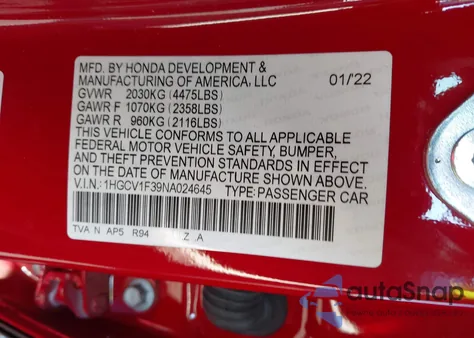 MFD. BY HONDA DEVELOPMENT &
MANUFACTURING OF AMERICA, LLC 01/22
GVWR 2030KG (4475LBS)
GAWR F 1070KG (2358LBS)
GAWR R 960KG (2116LBS)
THIS VEHICLE CONFORMS TO ALL APPLICABLE
FEDERAL MOTOR VEHICLE SAFETY, BUMPER,
AND THEFT PREVENTION STANDARDS IN EFFECT
ON THE DATE OF MANUFACTURE SHOWN ABOVE.
V.I.N.: 1HGCV1F39NA024645 TYPE: PASSENGER CAR
TVA N AP5 R94 Z A
autoSnap